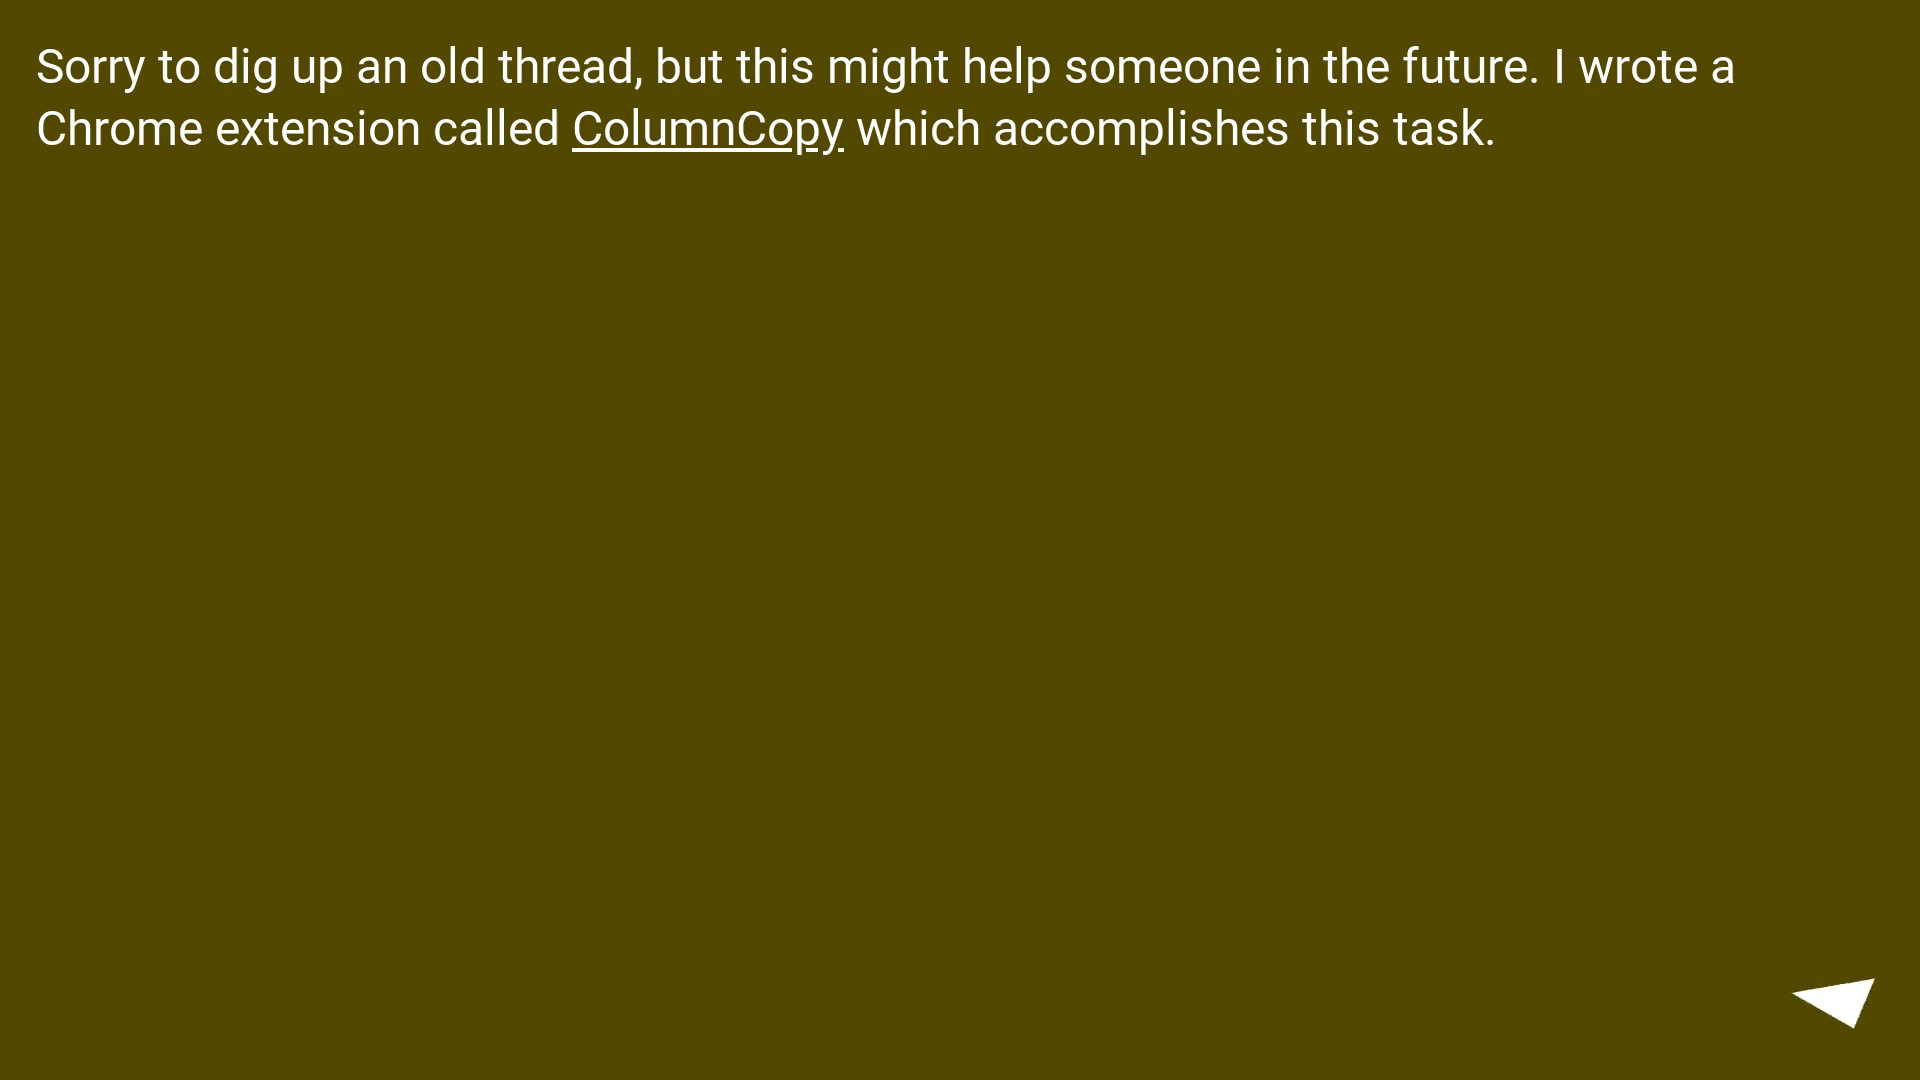 Sorry to dig up an old thread, but this might help someone in the future. I wrote a
Chrome extension called ColumnCopy which accomplishes this task.